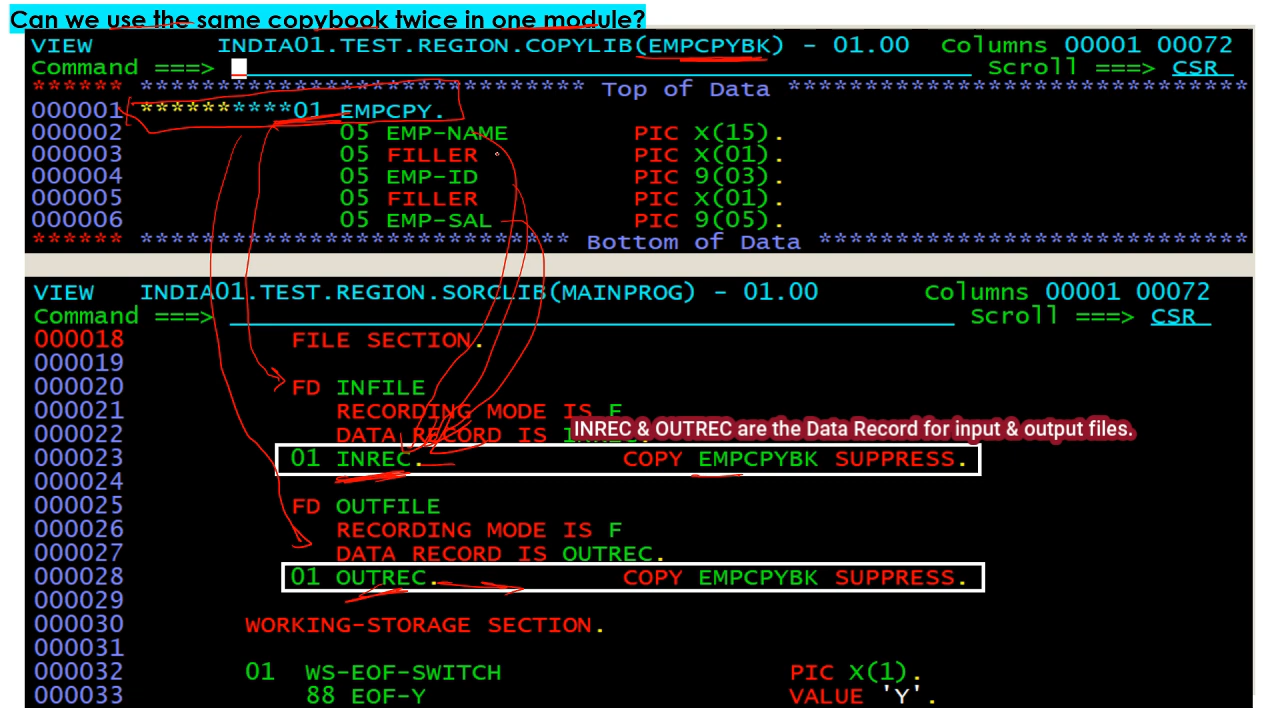 Can we use the same copybook twice in one module?
VIEW INDIA01.TEST.REGION.COPYLIB(EMPCPYBK) - 01.00 Columns 00001 00072
Command ===> Scroll ===> CSR
****** ***************************** Top of Data ******************************
000001 **********01 EMPCPY.
000002 05 EMP-NAME PIC X(15).
000003 05 FILLER PIC X(01).
000004 05 EMP-ID PIC 9(03).
000005 05 FILLER PIC X(01).
000006 05 EMP-SAL PIC 9(05).
****** **************************** Bottom of Data ****************************
VIEW INDIA01.TEST.REGION.SORCLIB(MAINPROG) - 01.00 Columns 00001 00072
Command ===> Scroll ===> CSR
000018 FILE SECTION.
000019
000020 FD INFILE
000021 RECORDING MODE IS F
INREC & OUTREC are the Data Record for input & output files.
000022 DATA RECORD IS
000023 01 INREC. COPY EMPCPYBK SUPPRESS.
000024
000025 FD OUTFILE
000026 RECORDING MODE IS F
000027 DATA RECORD IS OUTREC.
000028 01 OUTREC. COPY EMPCPYBK SUPPRESS.
000029
000030 WORKING-STORAGE SECTION.
000031
000032 01 WS-EOF-SWITCH PIC X(1).
000033 88 EOF-Y VALUE 'Y'.